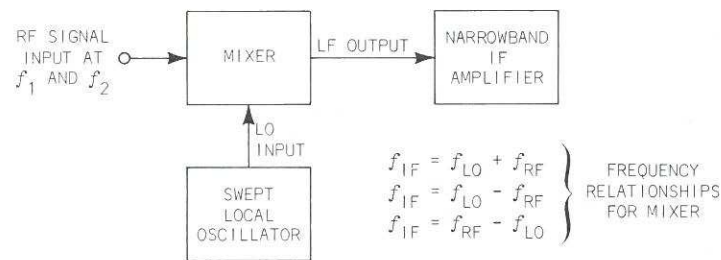 RF SIGNAL
INPUT AT
f1 AND f2
MIXER
LF OUTPUT
NARROWBAND
IF
AMPLIFIER
LO
INPUT
SWEPT
LOCAL
OSCILLATOR
fIF = fLO + fRF
fIF = fLO - fRF
fIF = fRF - fLO
FREQUENCY
RELATIONSHIPS
FOR MIXER